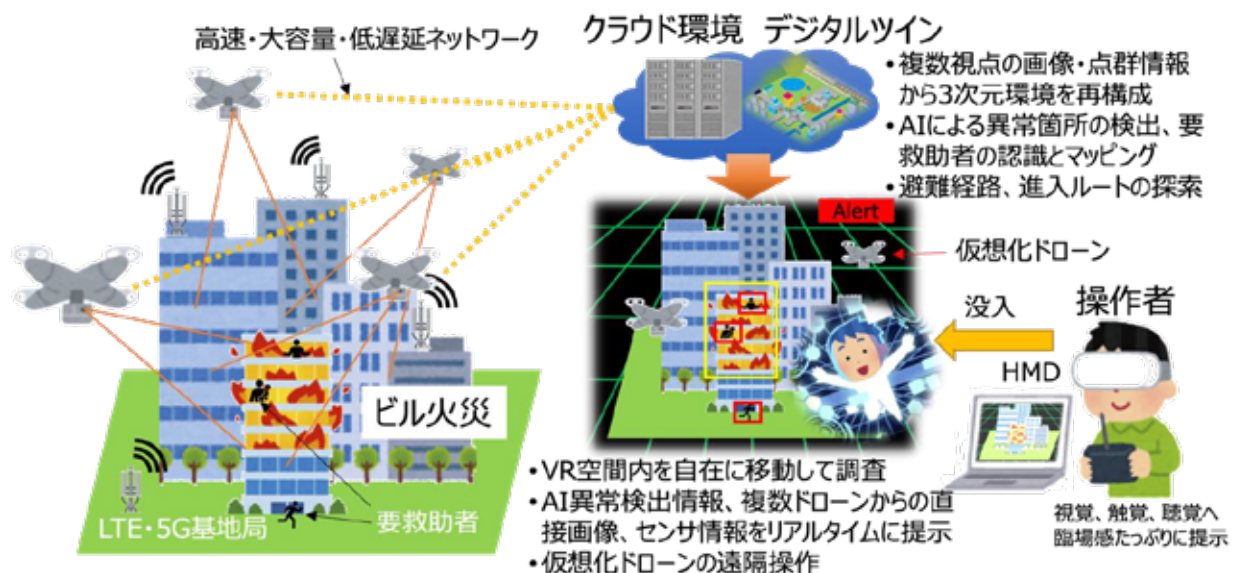 高速・大容量・低遅延ネットワーク
クラウド環境 デジタルツイン
•複数視点の画像・点群情報
から3次元環境を再構成
•AIによる異常箇所の検出、要
救助者の認識とマッピング
•避難経路、進入ルートの探索
Alert
仮想化ドローン
没入
操作者
HMD
ビル火災
LTE・5G基地局
要救助者
•VR空間内を自在に移動して調査
•AI異常検出情報、複数ドローンからの直
接画像、センサ情報をリアルタイムに提示
•仮想化ドローンの遠隔操作
視覚、触覚、聴覚へ
臨場感たっぷりに提示